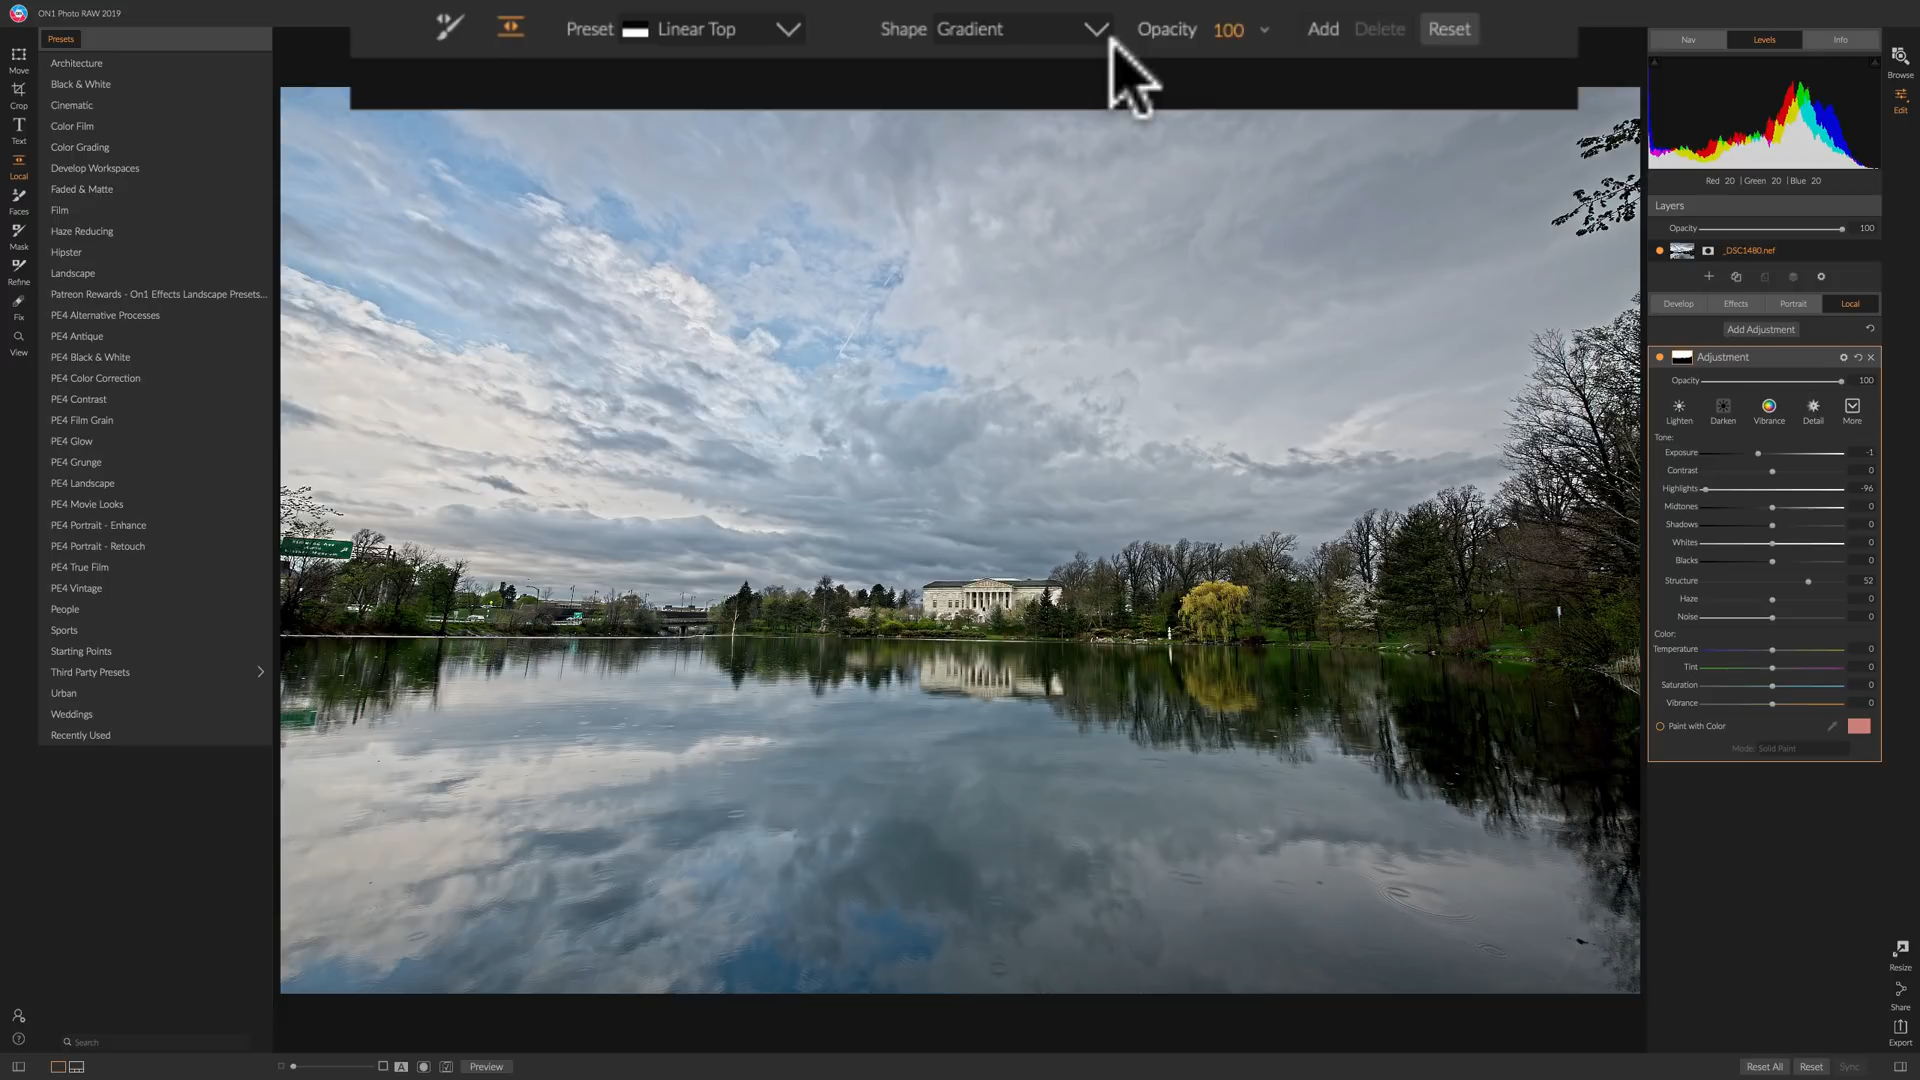 ON1 Photo RAW 2019
Preset Linear Top Shape Gradient Opacity 100 Add Delete Reset
Move
Crop
Text
Local
Faces
Mask
Refine
Fix
View
Presets
Architecture
Black & White
Cinematic
Color Film
Color Grading
Develop Workspaces
Faded & Matte
Film
Haze Reducing
Hipster
Landscape
Patreon Rewards - On1 Effects Landscape Presets...
PE4 Alternative Processes
PE4 Antique
PE4 Black & White
PE4 Color Correction
PE4 Contrast
PE4 Film Grain
PE4 Glow
PE4 Grunge
PE4 Landscape
PE4 Movie Looks
PE4 Portrait - Enhance
PE4 Portrait - Retouch
PE4 True Film
PE4 Vintage
People
Sports
Starting Points
Third Party Presets
Urban
Weddings
Recently Used
Search
Nav Levels Info
Red 20 | Green 20 | Blue 20
Layers
Opacity 100
_DSC1480.nef
Develop Effects Portrait Local
Add Adjustment
Adjustment
Opacity 100
Lighten Darken Vibrance Detail More
Tone:
Exposure -1
Contrast 0
Highlights -96
Midtones 0
Shadows 0
Whites 0
Blacks 0
Structure 52
Haze 0
Noise 0
Color:
Temperature 0
Tint 0
Saturation 0
Vibrance 0
Paint with Color
Mode: Solid Paint
Browse
Edit
Resize
Share
Export
A Preview
Reset All Reset Sync